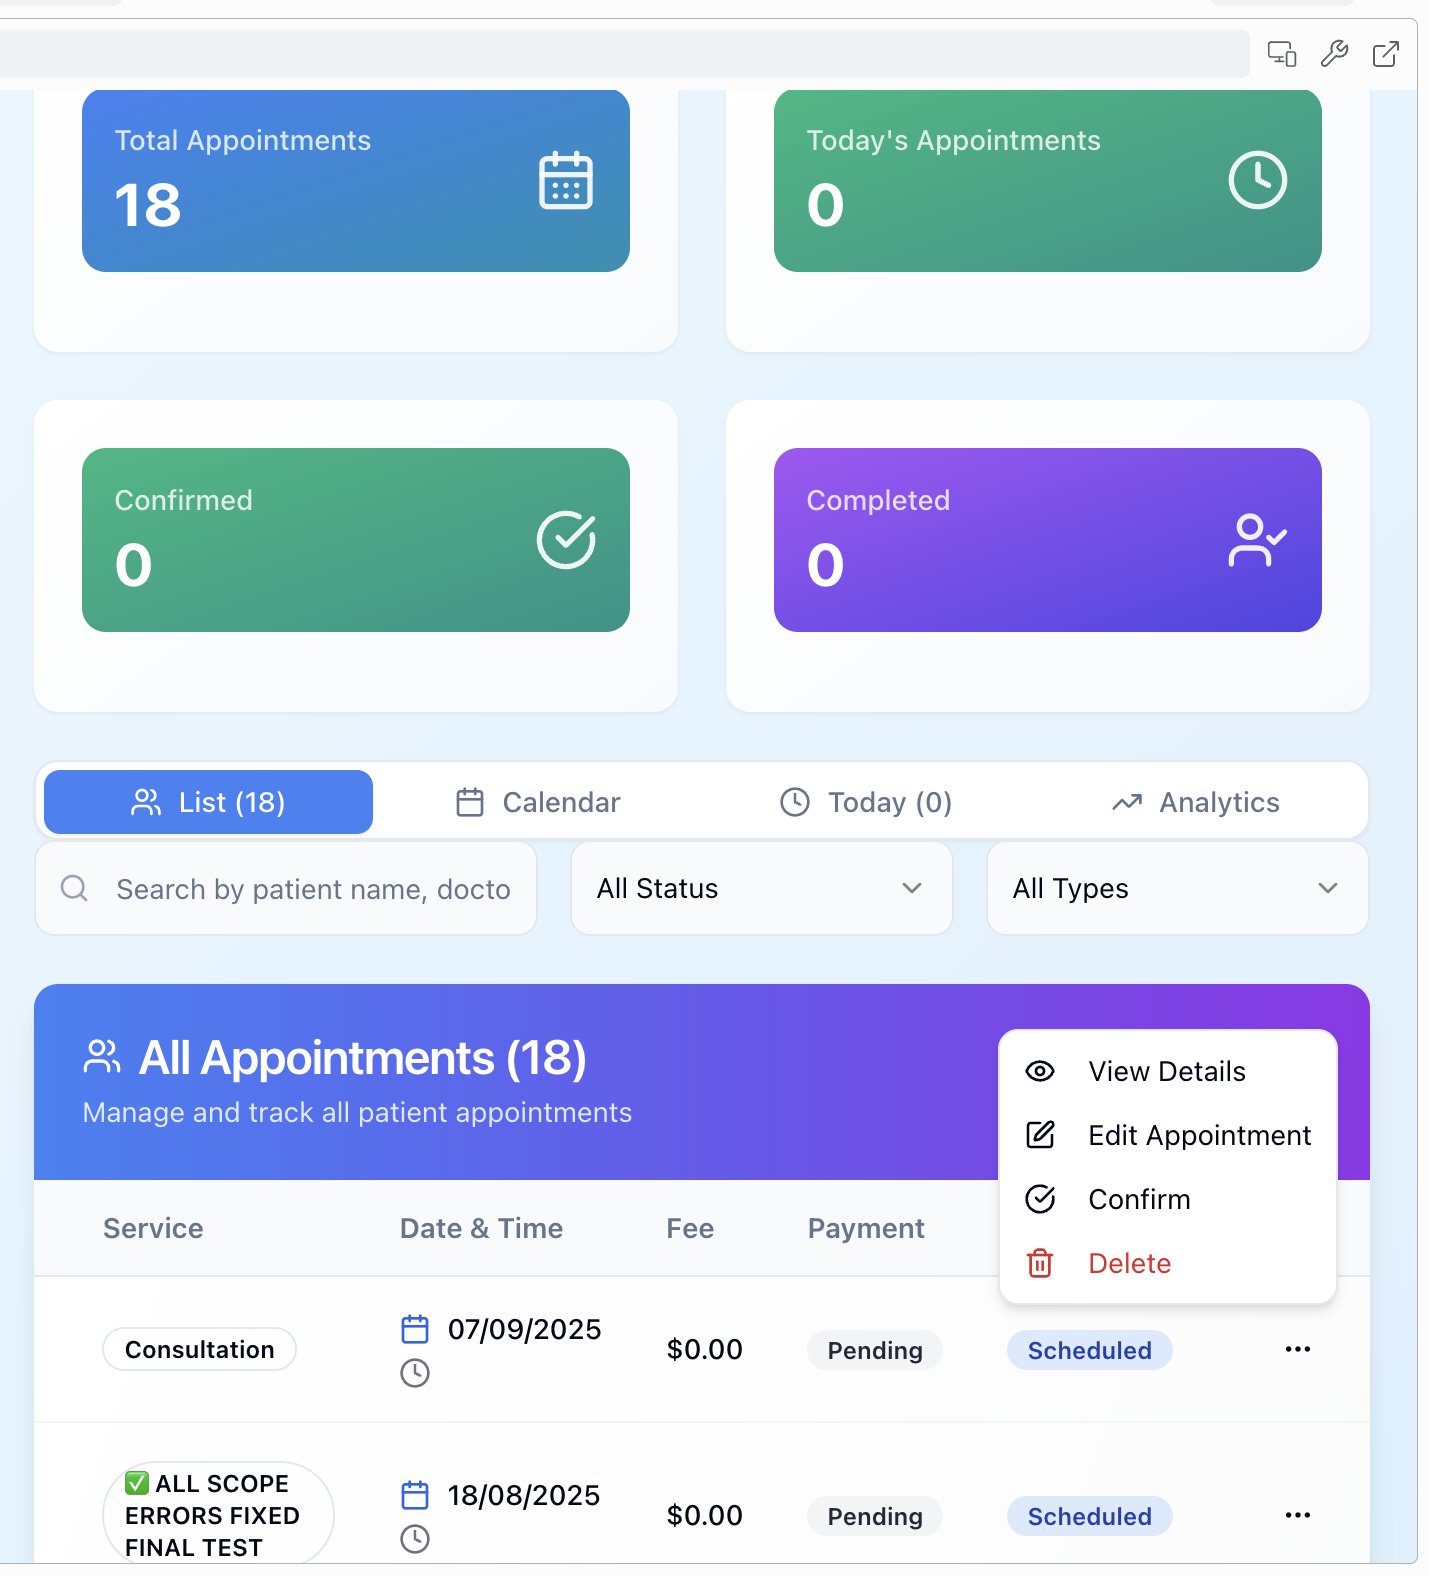 Total Appointments
18
Today's Appointments
0
Confirmed
0
Completed
0
List (18)
Calendar
Today (0)
Analytics
Search by patient name, docto
All Status
All Types
All Appointments (18)
Manage and track all patient appointments
View Details
Edit Appointment
Confirm
Delete
Service
Date & Time
Fee
Payment
Consultation
07/09/2025
$0.00
Pending
Scheduled
✅ ALL SCOPE
ERRORS FIXED
FINAL TEST
18/08/2025
$0.00
Pending
Scheduled